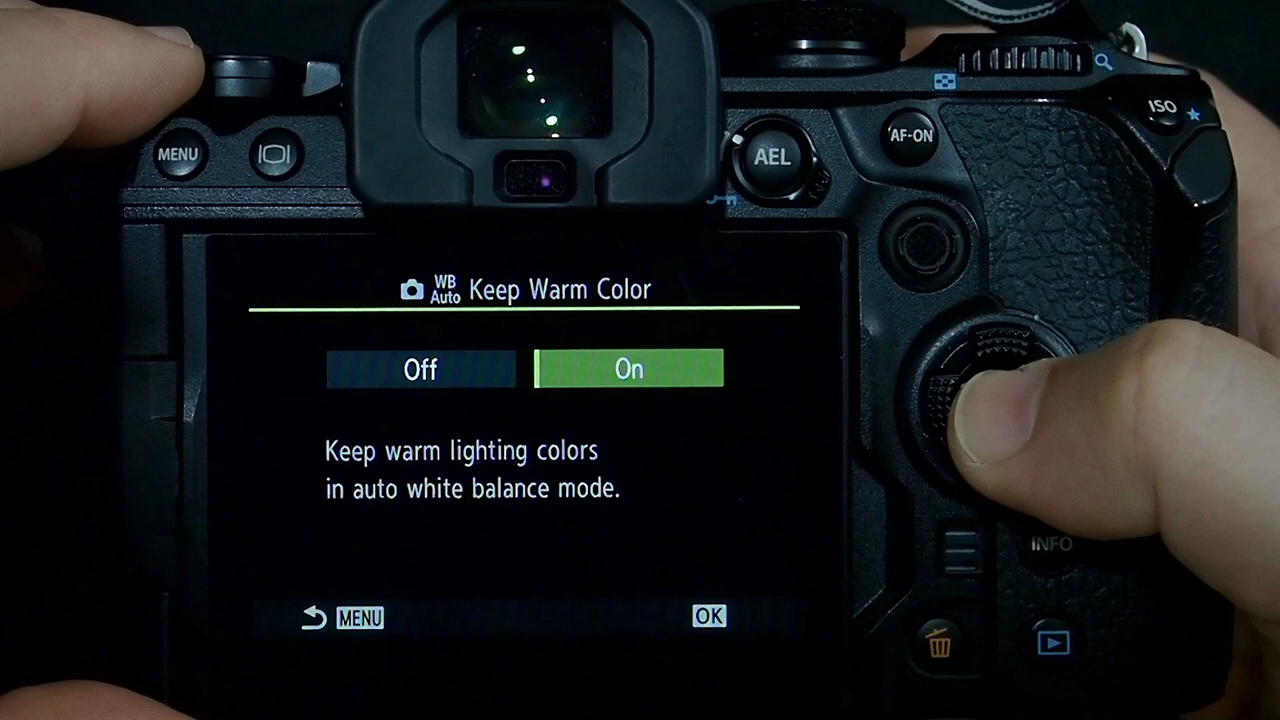 ISO
MENU
AEL
AF-ON
WB
Auto
Keep Warm Color
Off
On
Keep warm lighting colors
in auto white balance mode.
INFO
MENU
OK